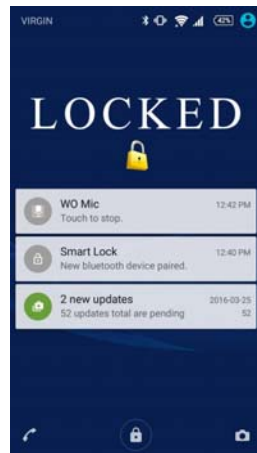 VIRGIN 42%
LOCKED
WO Mic 12:42 PM
Touch to stop.
Smart Lock 12:40 PM
New bluetooth device paired.
2 new updates 2016-03-25
52 updates total are pending 52